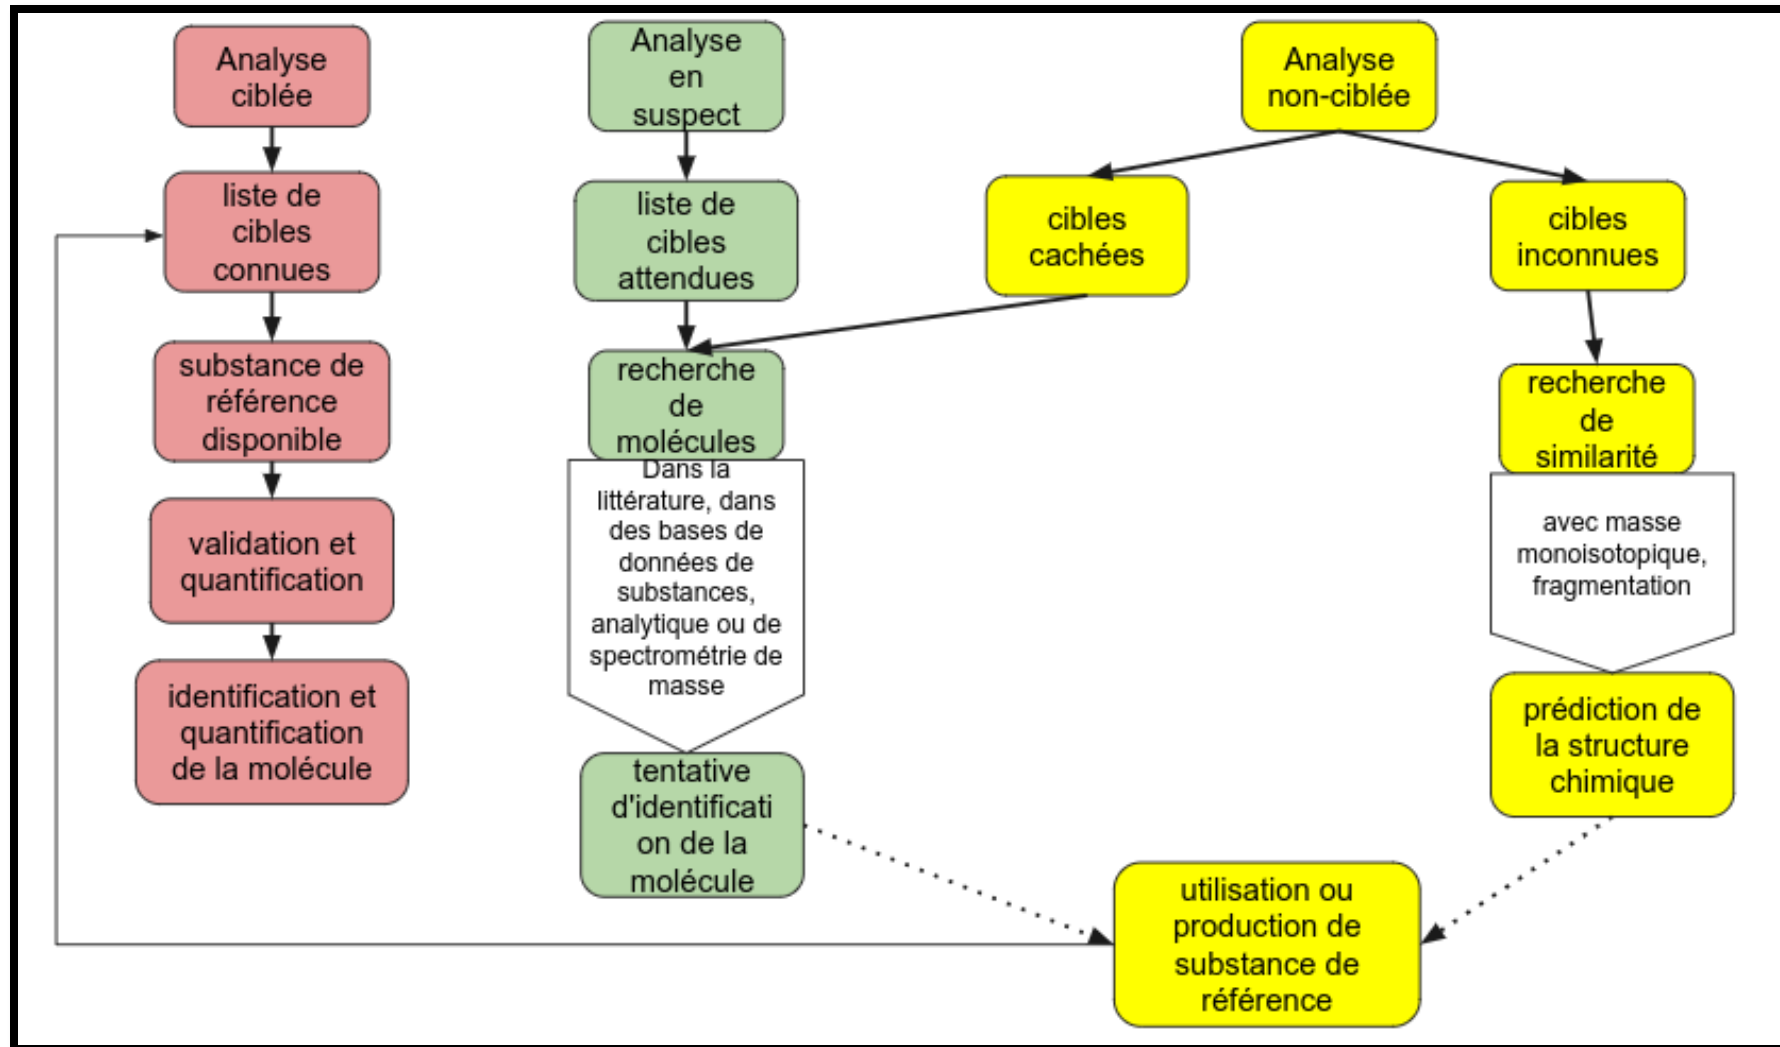 Analyse
ciblée
liste de
cibles
connues
substance de
référence
disponible
validation et
quantification
identification et
quantification
de la molécule
Analyse
en
suspect
liste de
cibles
attendues
recherche
de
molécules
Dans la
littérature, dans
des bases de
données de
substances,
analytique ou de
spectrométrie de
masse
tentative
d'identificati
on de la
molécule
Analyse
non-ciblée
cibles
cachées
cibles
inconnues
recherche
de
similarité
avec masse
monoisotopique,
fragmentation
prédiction de
la structure
chimique
utilisation ou
production de
substance de
référence